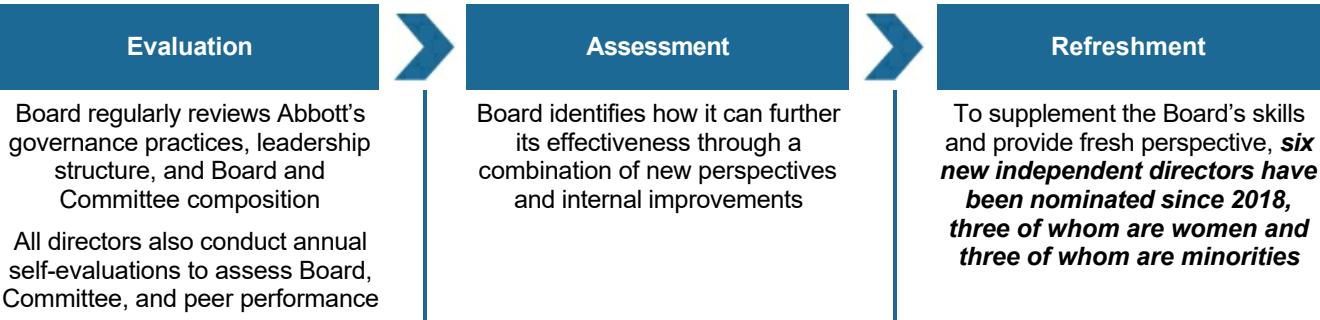 Evaluation
Board regularly reviews Abbott’s
governance practices, leadership
structure, and Board and
Committee composition
All directors also conduct annual
self-evaluations to assess Board,
Committee, and peer performance
Assessment
Board identifies how it can further
its effectiveness through a
combination of new perspectives
and internal improvements
Refreshment
To supplement the Board’s skills
and provide fresh perspective, six
new independent directors have
been nominated since 2018,
three of whom are women and
three of whom are minorities